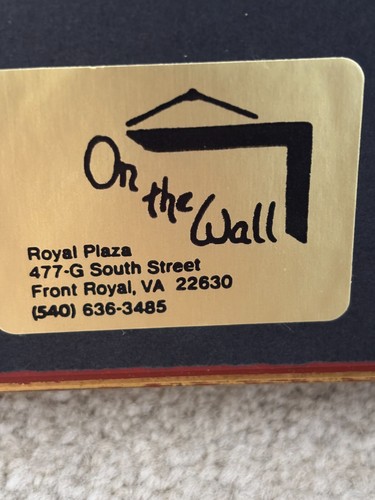 On the Wall
Royal Plaza
477-G South Street
Front Royal, VA 22630
(540) 636-3485